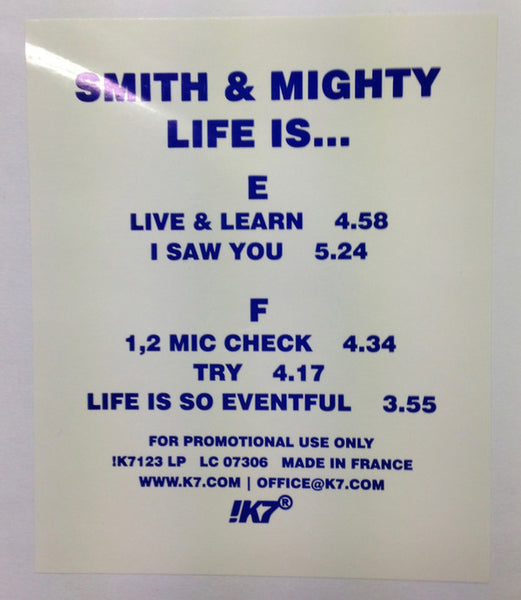 SMITH & MIGHTY
LIFE IS...
E
LIVE & LEARN 4.58
I SAW YOU 5.24
F
1,2 MIC CHECK 4.34
TRY 4.17
LIFE IS SO EVENTFUL 3.55
FOR PROMOTIONAL USE ONLY
!K7123 LP LC 07306 MADE IN FRANCE
WWW.K7.COM | OFFICE@K7.COM
!K7®